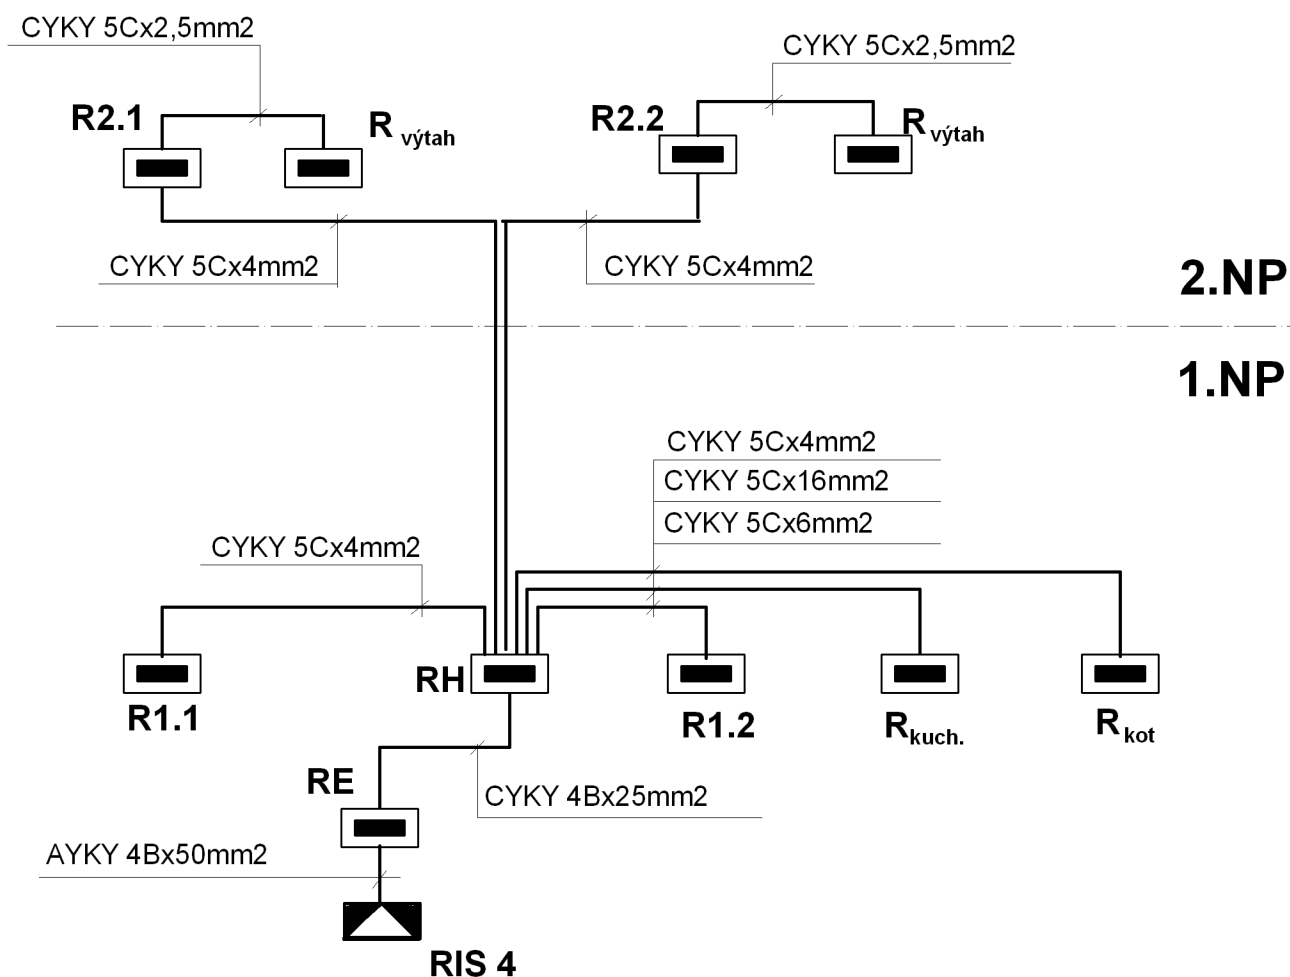 CYKY 5Cx2,5mm2
CYKY 5Cx2,5mm2
R2.1
R výtah
R2.2
R výtah
CYKY 5Cx4mm2
CYKY 5Cx4mm2
2.NP
1.NP
CYKY 5Cx4mm2
CYKY 5Cx16mm2
CYKY 5Cx6mm2
CYKY 5Cx4mm2
RH
R1.1
R1.2
Rkuch.
R kot
RE
CYKY 4Bx25mm2
AYKY 4Bx50mm2
RIS 4